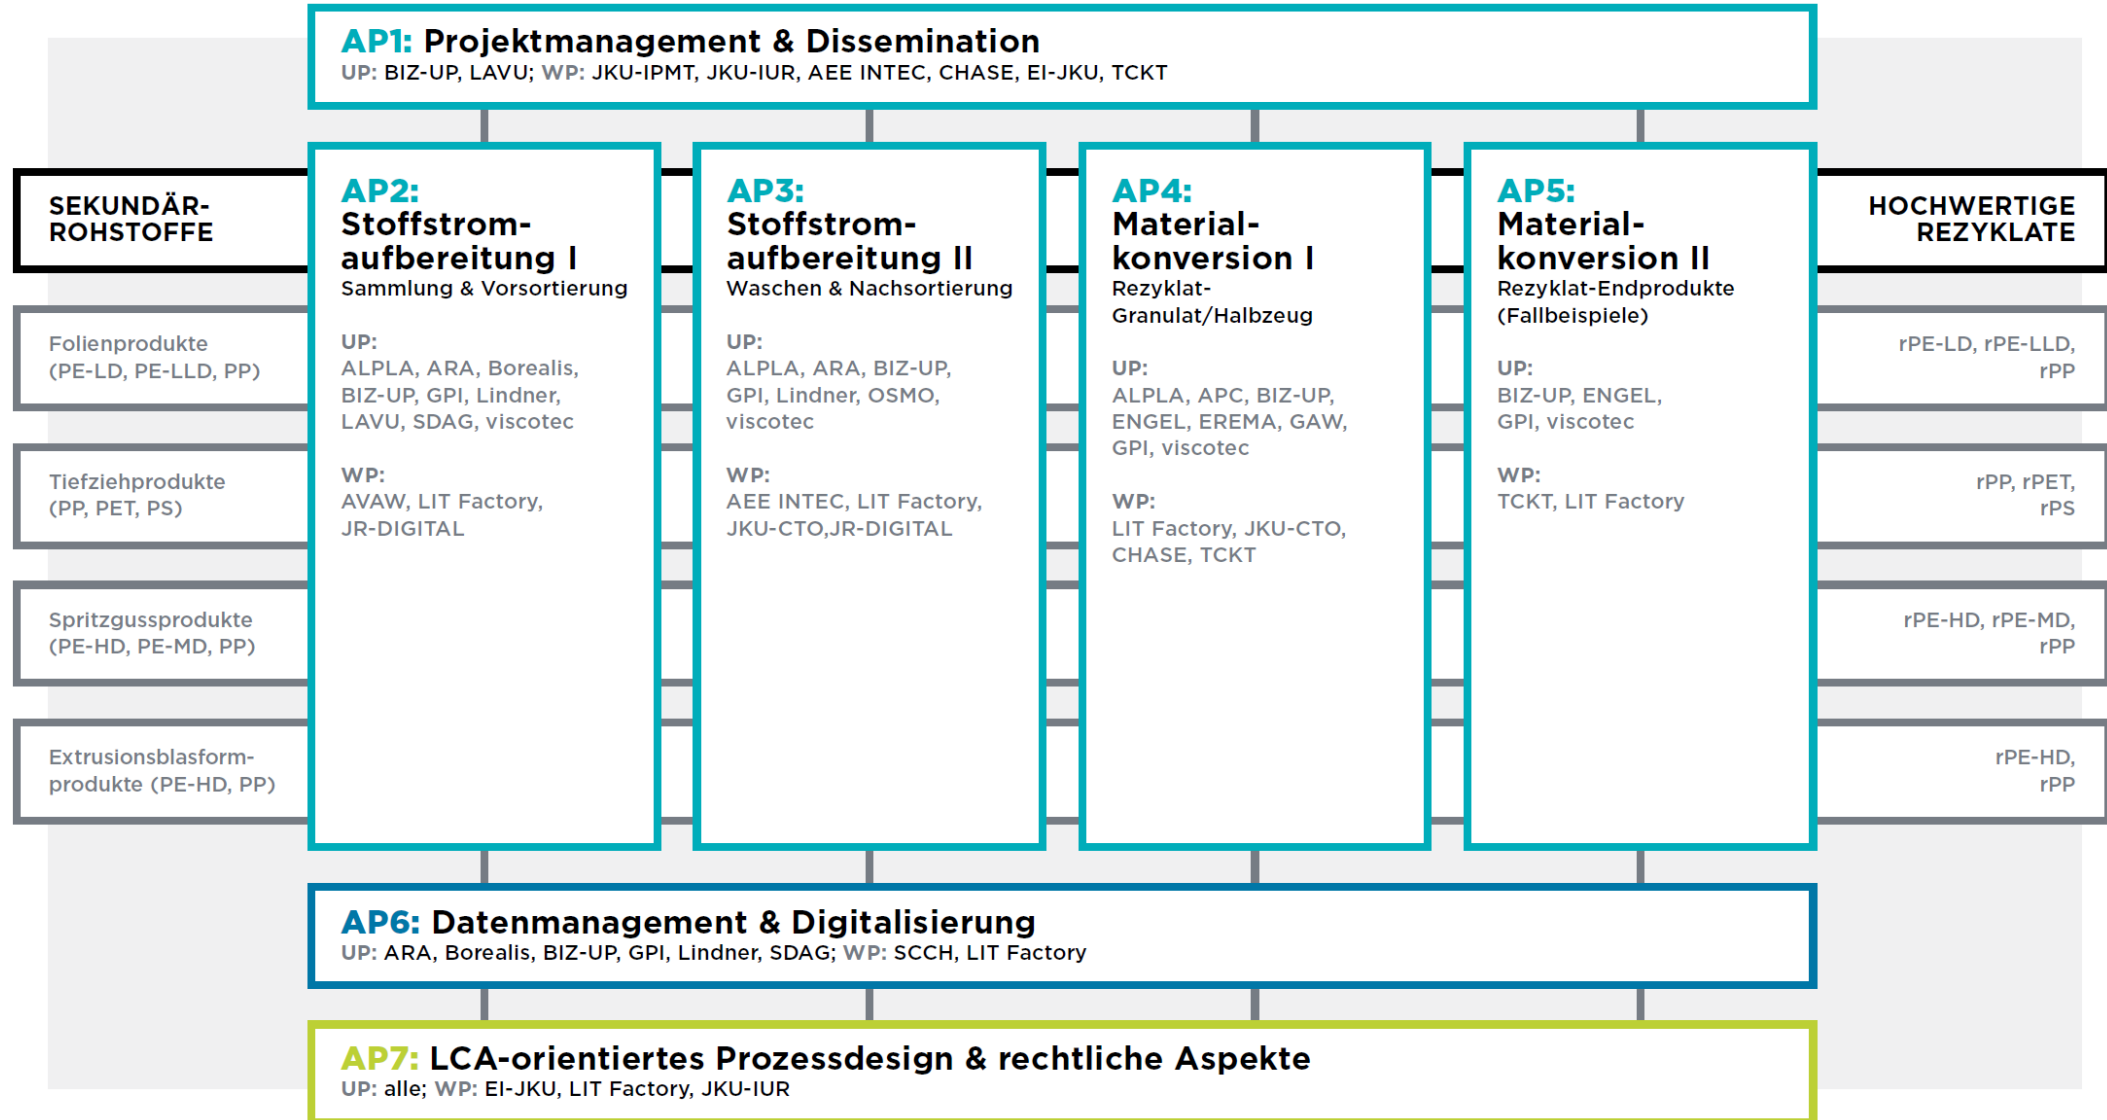 AP1: Projektmanagement & Dissemination
UP: BIZ-UP, LAVU; WP: JKU-IPMT, JKU-IUR, AEE INTEC, CHASE, EI-JKU, TCKT
SEKUNDÄR-
ROHSTOFFE
Folienprodukte
(PE-LD, PE-LLD, PP)
Tiefziehprodukte
(PP, PET, PS)
Spritzgussprodukte
(PE-HD, PE-MD, PP)
Extrusionsblasform-
produkte (PE-HD, PP)
AP2:
Stoffstrom-
aufbereitung I
Sammlung & Vorsortierung
UP:
ALPLA, ARA, Borealis,
BIZ-UP, GPI, Lindner,
LAVU, SDAG, viscotec
WP:
AVAW, LIT Factory,
JR-DIGITAL
AP3:
Stoffstrom-
aufbereitung II
Waschen & Nachsortierung
UP:
ALPLA, ARA, BIZ-UP,
GPI, Lindner, OSMO,
viscotec
WP:
AEE INTEC, LIT Factory,
JKU-CTO,JR-DIGITAL
AP4:
Material-
konversion I
Rezyklat-
Granulat/Halbzeug
UP:
ALPLA, APC, BIZ-UP,
ENGEL, EREMA, GAW,
GPI, viscotec
WP:
LIT Factory, JKU-CTO,
CHASE, TCKT
AP5:
Material-
konversion II
Rezyklat-Endprodukte
(Fallbeispiele)
UP:
BIZ-UP, ENGEL,
GPI, viscotec
WP:
TCKT, LIT Factory
HOCHWERTIGE
REZYKLATE
rPE-LD, rPE-LLD,
rPP
rPP, rPET,
rPS
rPE-HD, rPE-MD,
rPP
rPE-HD,
rPP
AP6: Datenmanagement & Digitalisierung
UP: ARA, Borealis, BIZ-UP, GPI, Lindner, SDAG; WP: SCCH, LIT Factory
AP7: LCA-orientiertes Prozessdesign & rechtliche Aspekte
UP: alle; WP: EI-JKU, LIT Factory, JKU-IUR